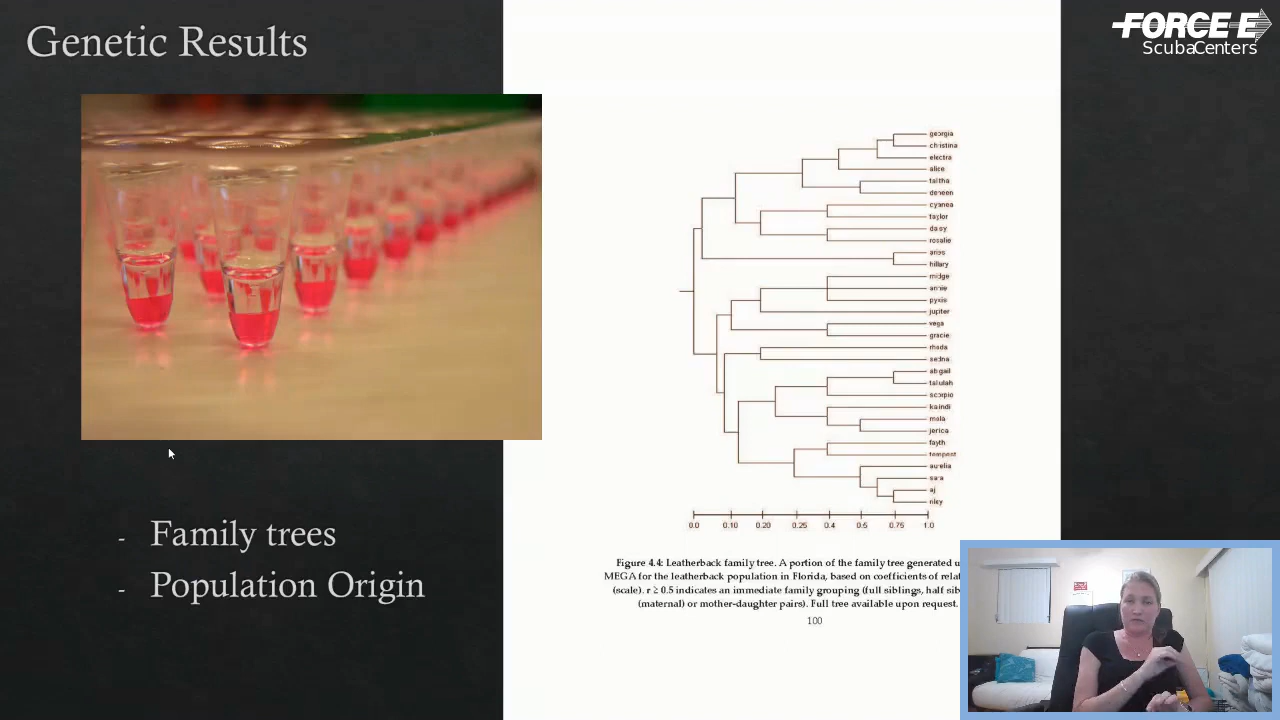 Genetic Results
FORCE E
ScubaCenters
georgia
christina
electra
alice
talitha
deneen
cyanea
taylor
daisy
rosalie
aries
hillary
midge
annie
pyxis
jupiter
vega
gracie
rhoda
sedna
abigail
tallulah
scorpio
kalindi
mala
jerica
fayth
tempest
aurelia
sara
aj
riley
0.0 0.10 0.20 0.25 0.4 0.5 0.75 1.0
- Family trees
- Population Origin
Figure 4.4: Leatherback family tree. A portion of the family tree generated
MEGA for the leatherback population in Florida, based on coefficients of
(scale). r ≥ 0.5 indicates an immediate family grouping (full siblings, half
(maternal) or mother-daughter pairs). Full tree available upon request.
100